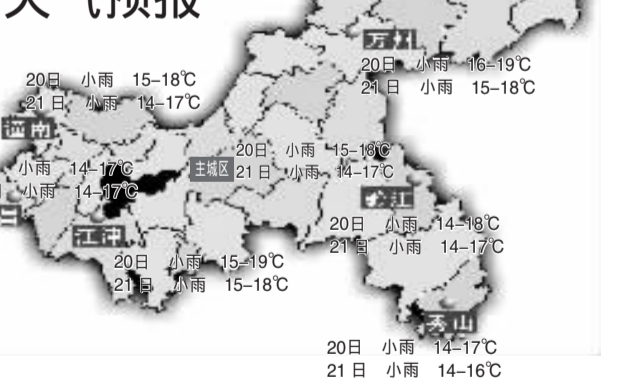 天气预报
万州
20日 小雨 16–19℃
21日 小雨 15–18℃
20日 小雨 15–18℃
21日 小雨 14–17℃
潼南
小雨 14–17℃
小雨 14–17℃
主城区
20日 小雨 15–18℃
21日 小雨 14–17℃
江津
20日 小雨 15–19℃
21日 小雨 15–18℃
江
20日 小雨 14–18℃
21日 小雨 14–17℃
秀山
20日 小雨 14–17℃
21日 小雨 14–16℃